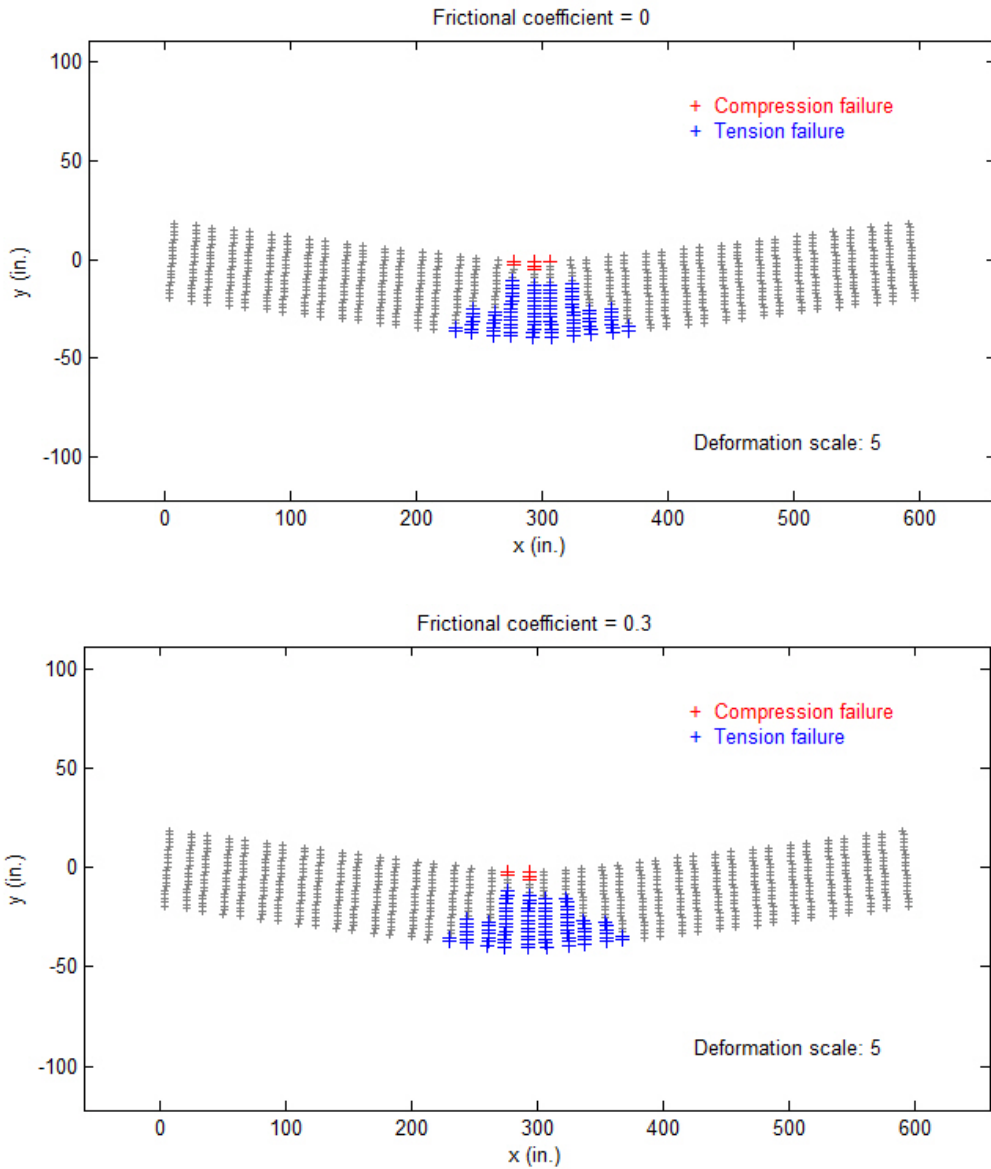 Frictional coefficient = 0
100
+ Compression failure
+ Tension failure
50
0
y (in.)
-50
Deformation scale: 5
-100
0 100 200 300 400 500 600
x (in.)
Frictional coefficient = 0.3
100
+ Compression failure
+ Tension failure
50
0
y (in.)
-50
Deformation scale: 5
-100
0 100 200 300 400 500 600
x (in.)